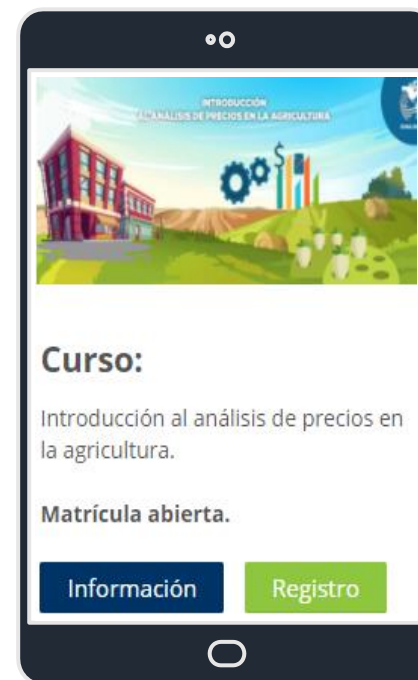 INTRODUCCIÓN
AL ANÁLISIS DE PRECIOS EN LA AGRICULTURA
$
Curso:
Introducción al análisis de precios en
la agricultura.
Matrícula abierta.
Información
Registro